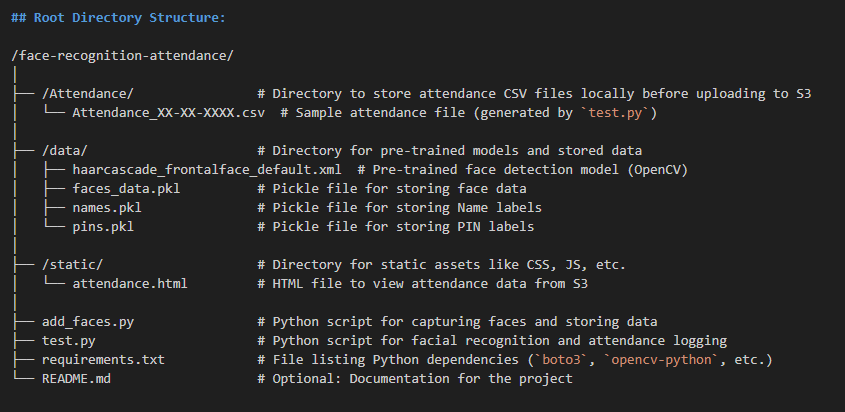 ## Root Directory Structure:
/face-recognition-attendance/
│
├── /Attendance/                # Directory to store attendance CSV files locally before uploading to S3
│   └── Attendance_XX-XX-XXXX.csv  # Sample attendance file (generated by `test.py`)
│
├── /data/                      # Directory for pre-trained models and stored data
│   ├── haarcascade_frontalface_default.xml  # Pre-trained face detection model (OpenCV)
│   ├── faces_data.pkl          # Pickle file for storing face data
│   ├── names.pkl               # Pickle file for storing Name labels
│   └── pins.pkl                # Pickle file for storing PIN labels
│
├── /static/                    # Directory for static assets like CSS, JS, etc.
│   └── attendance.html         # HTML file to view attendance data from S3
│
├── add_faces.py                # Python script for capturing faces and storing data
├── test.py                     # Python script for facial recognition and attendance logging
├── requirements.txt            # File listing Python dependencies (`boto3`, `opencv-python`, etc.)
└── README.md                   # Optional: Documentation for the project